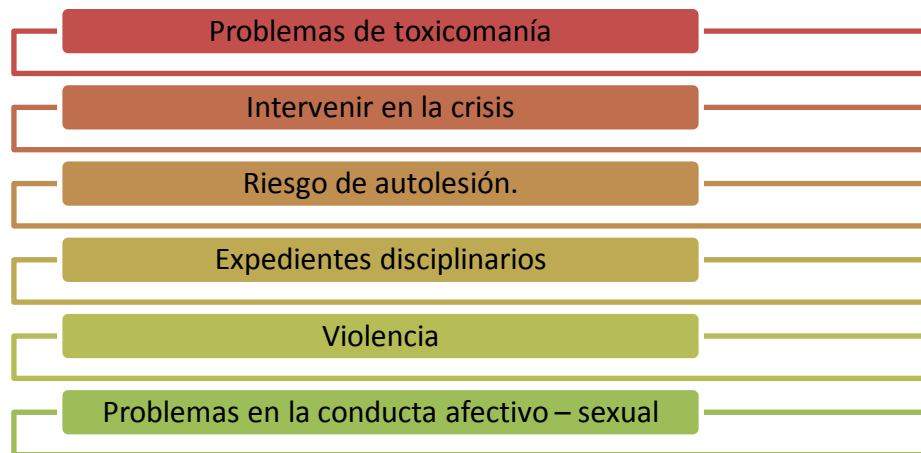 Problemas de toxicomanía
Intervenir en la crisis
Riesgo de autolesión.
Expedientes disciplinarios
Violencia
Problemas en la conducta afectivo – sexual